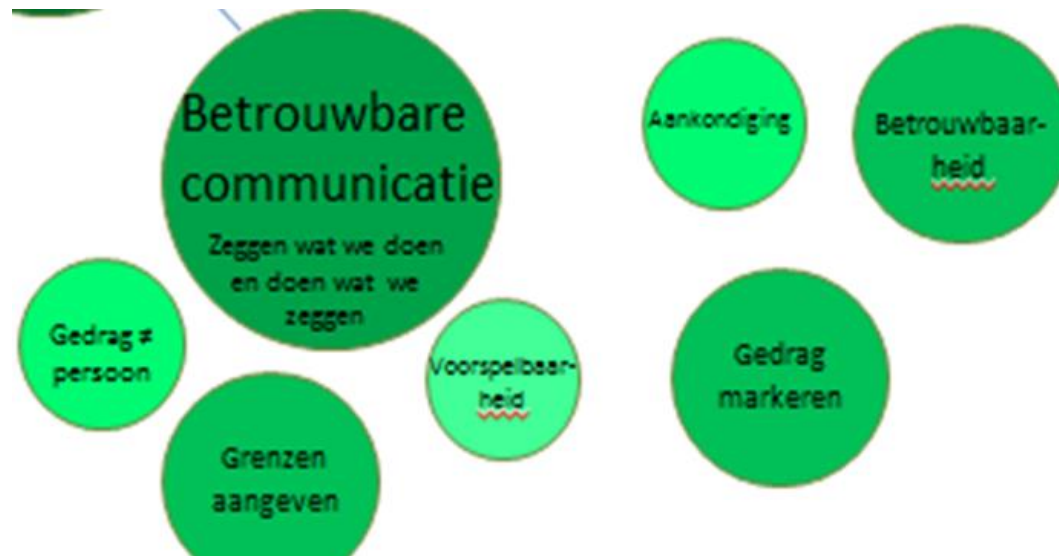 Betrouwbare
communicatie
Zeggen wat we doen
en doen wat we
zeggen
Aankondiging
Betrouwbaar-
heid
Gedrag ≠
persoon
Voorspelbaar-
heid
Gedrag
markeren
Grenzen
aangeven